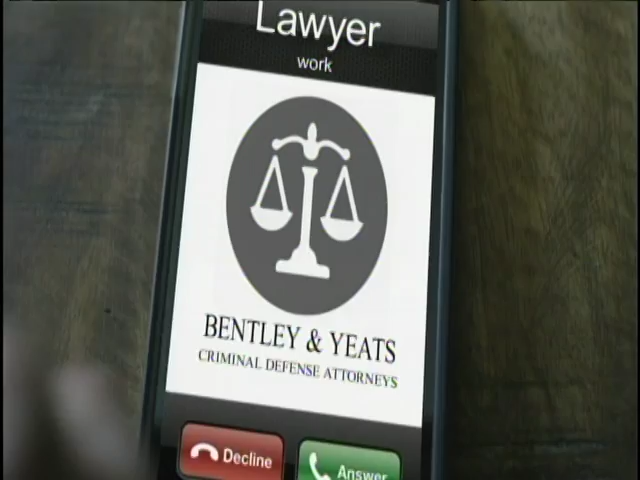 Lawyer
work
BENTLEY & YEATS
CRIMINAL DEFENSE ATTORNEYS
Decline
Answer